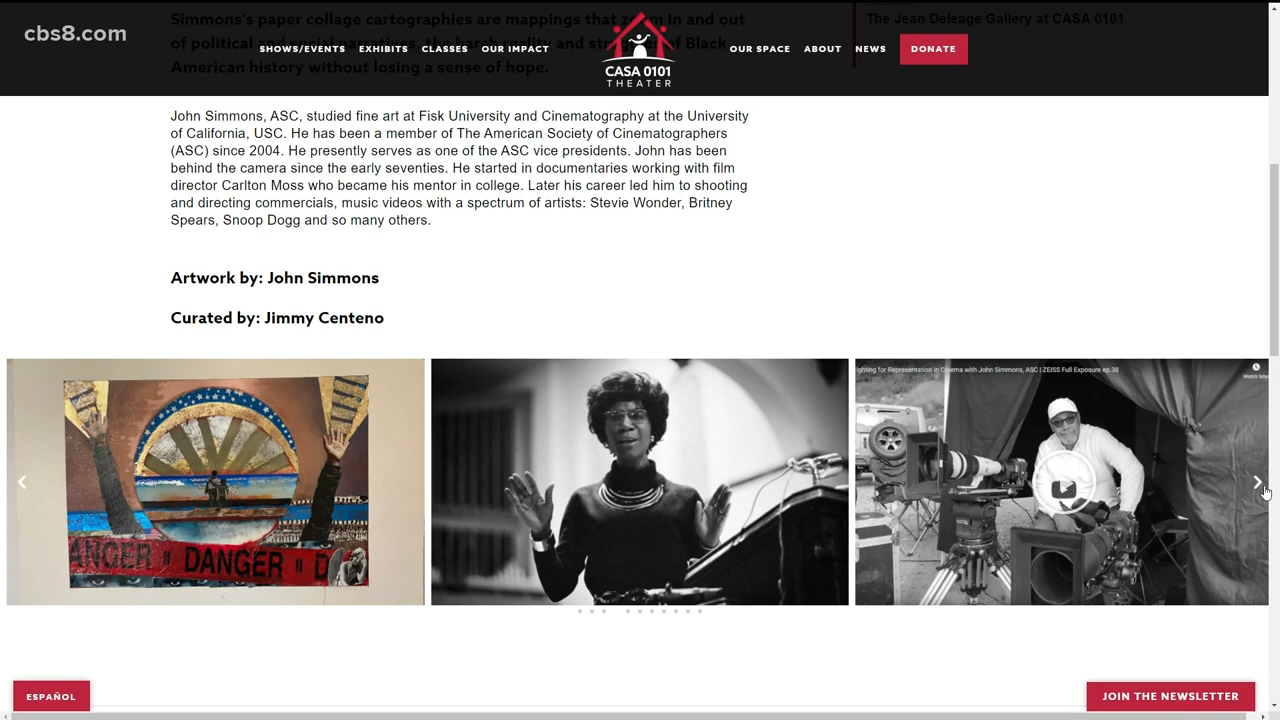 cbs8.com
Simmons's paper collage cartographies are mappings that zoom in and out
of political and social narratives, the harsh reality and struggles of Black
American history without losing a sense of hope.
The Jean Deleage Gallery at CASA 0101
SHOWS/EVENTS EXHIBITS CLASSES OUR IMPACT
CASA 0101
THEATER
OUR SPACE ABOUT NEWS DONATE
John Simmons, ASC, studied fine art at Fisk University and Cinematography at the University
of California, USC. He has been a member of The American Society of Cinematographers
(ASC) since 2004. He presently serves as one of the ASC vice presidents. John has been
behind the camera since the early seventies. He started in documentaries working with film
director Carlton Moss who became his mentor in college. Later his career led him to shooting
and directing commercials, music videos with a spectrum of artists: Stevie Wonder, Britney
Spears, Snoop Dogg and so many others.
Artwork by: John Simmons
Curated by: Jimmy Centeno
ANGER II DANGER II D
ighting for Representation in Cinema with John Simmons, ASC | ZEISS Full Exposure ep.38
Watch later
ESPAÑOL
JOIN THE NEWSLETTER